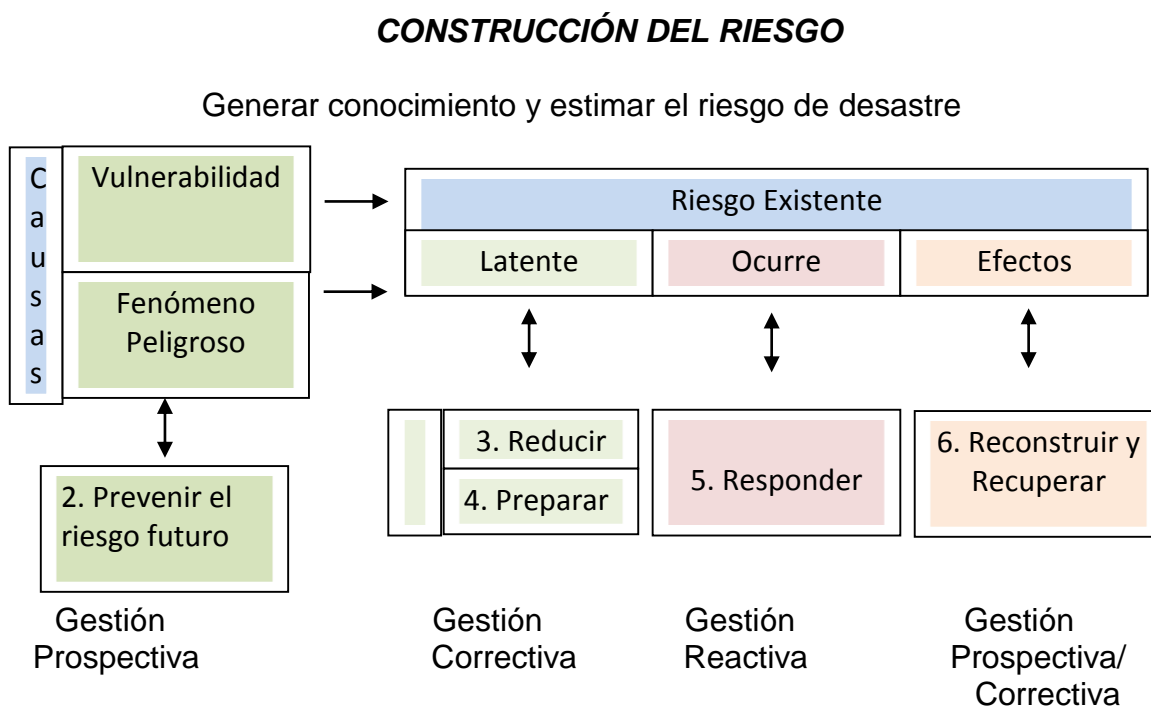 CONSTRUCCIÓN DEL RIESGO
Generar conocimiento y estimar el riesgo de desastre
Causas
Vulnerabilidad
Fenómeno
Peligroso
Riesgo Existente
Latente
Ocurre
Efectos
2. Prevenir el
riesgo futuro
3. Reducir
4. Preparar
5. Responder
6. Reconstruir y
Recuperar
Gestión
Prospectiva
Gestión
Correctiva
Gestión
Reactiva
Gestión
Prospectiva/
Correctiva